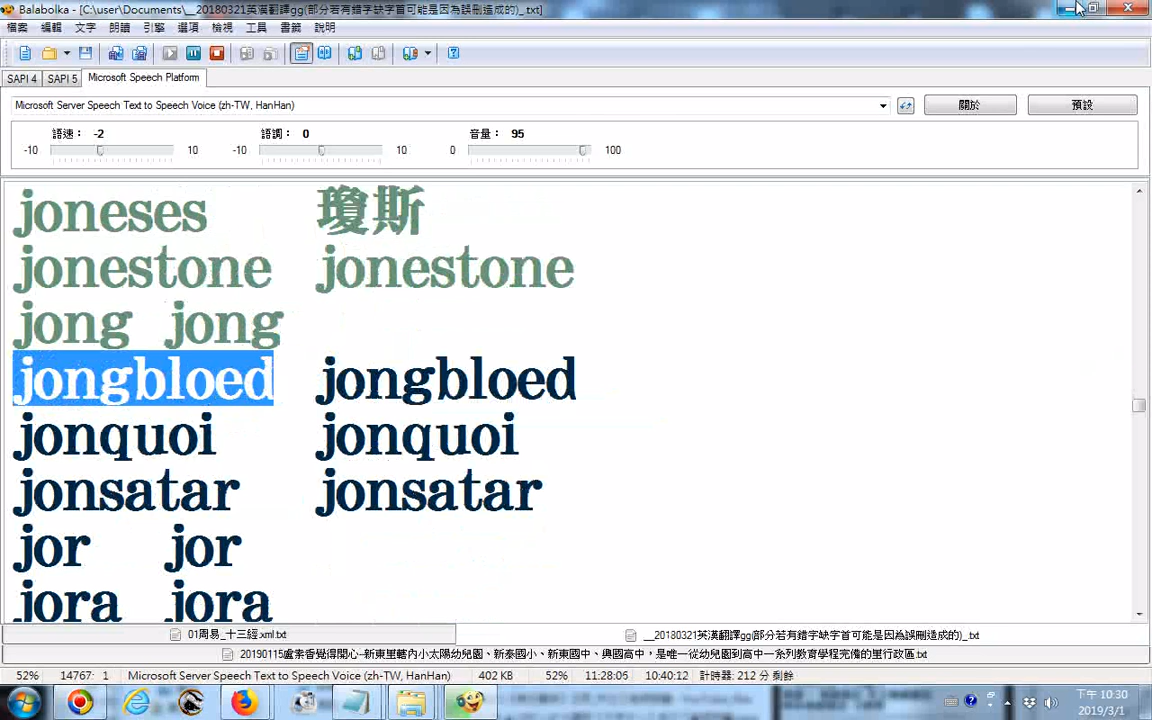 Balabolka - [C:\user\Documents\__20180321英漢翻譯gg(部分若有錯字缺字首可能是因為誤刪造成的)_.txt]
檔案 編輯 文字 朗讀 引擎 選項 檢視 工具 書籤 說明
SAPI 4 SAPI 5 Microsoft Speech Platform
Microsoft Server Speech Text to Speech Voice (zh-TW, HanHan) 關於 預設
語速： -2 語調： 0 音量： 95
-10 10 -10 10 0 100
joneses 瓊斯
jonestone jonestone
jong jong
jongbloed jongbloed
jonquoi jonquoi
jonsatar jonsatar
jor jor
jora jora
01周易_十三經.xml.txt __20180321英漢翻譯gg(部分若有錯字缺字首可能是因為誤刪造成的)_.txt
20190115盧素香覺得開心--新東里轄內小太陽幼兒園、新泰國小、新東國中、興國高中，是唯一從幼兒園到高中一系列教育學程完備的里行政區.txt
52% 14767: 1 Microsoft Server Speech Text to Speech Voice (zh-TW, HanHan) 402 KB 52% 11:28:05 10:40:12 計時器: 212 分 剩餘
下午 10:30
2019/3/1